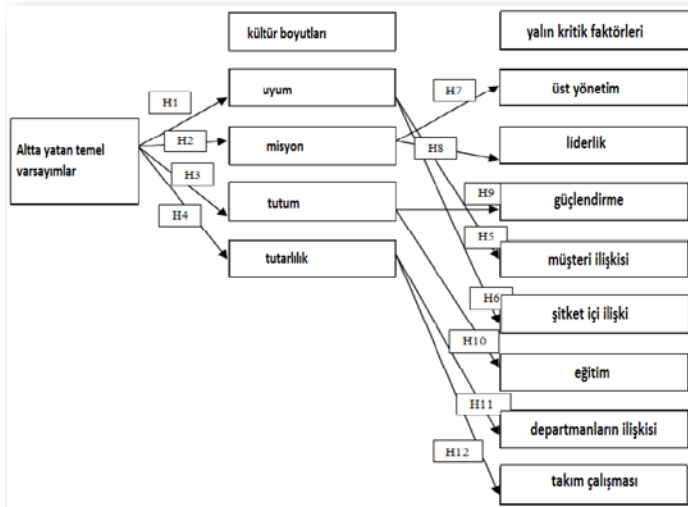 kültür boyutları
yalın kritik faktörleri
uyum
üst yönetim
H1
H7
Altta yatan temel
varsayımlar
H2
misyon
H8
liderlik
H3
H4
tutum
H9
güçlendirme
H5
tutarlılık
müşteri ilişkisi
H6
şitket içi ilişki
H10
eğitim
H11
departmanların ilişkisi
H12
takım çalışması